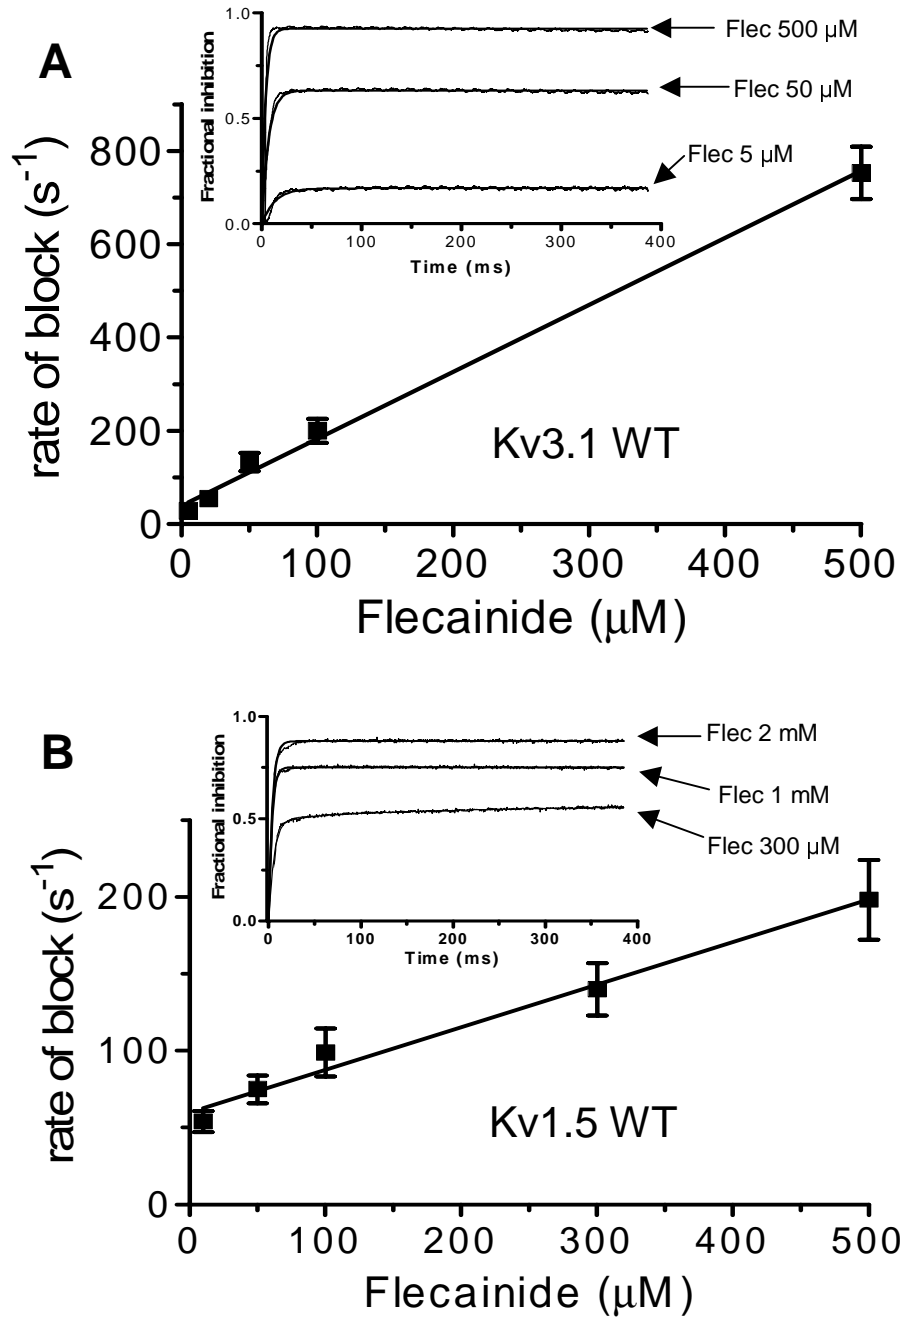 A
1.0
0.5
0.0
Fractional inhibition
0 100 200 300 400
Time (ms)
Flec 500 µM
Flec 50 µM
Flec 5 µM
800
600
400
200
0
rate of block (s-1)
Kv3.1 WT
0 100 200 300 400 500
Flecainide (µM)
B
1.0
0.5
0.0
Fractional inhibition
0 100 200 300 400
Time (ms)
Flec 2 mM
Flec 1 mM
Flec 300 µM
200
100
0
rate of block (s-1)
Kv1.5 WT
0 100 200 300 400 500
Flecainide (µM)